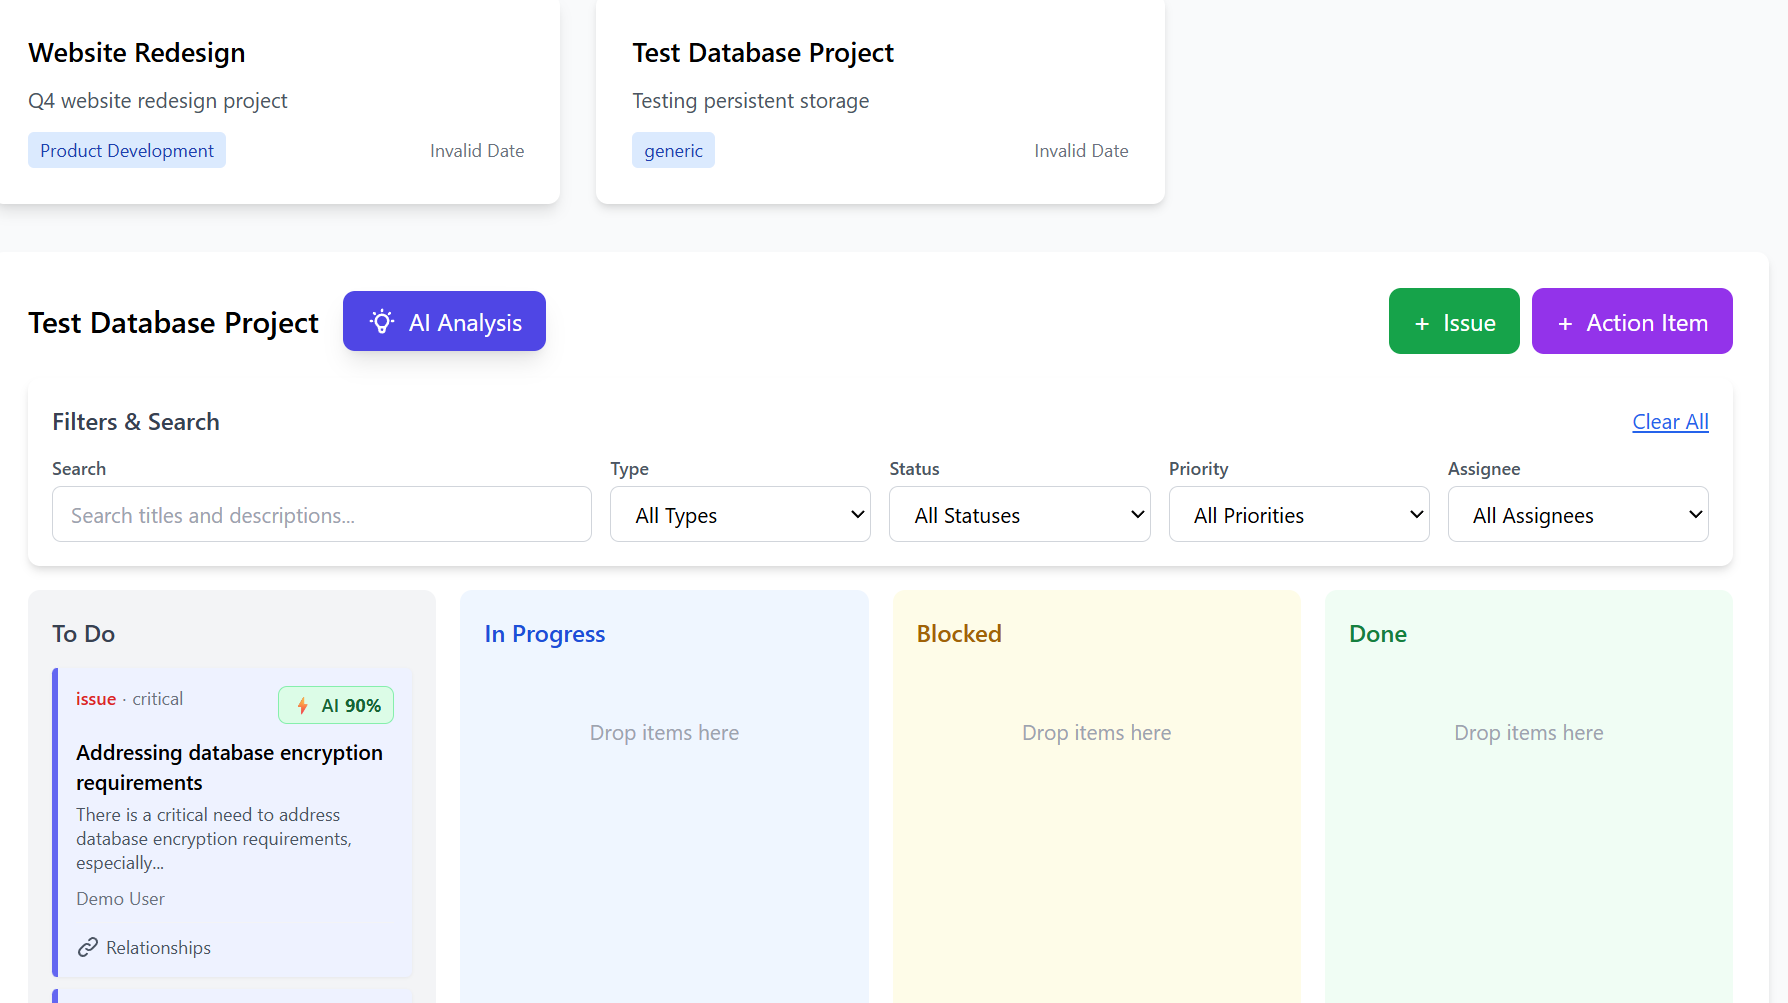 Website Redesign
Q4 website redesign project
Product Development
Invalid Date
Test Database Project
Testing persistent storage
generic
Invalid Date
Test Database Project
AI Analysis
+ Issue
+ Action Item
Filters & Search
Clear All
Search
Search titles and descriptions...
Type
All Types
Status
All Statuses
Priority
All Priorities
Assignee
All Assignees
To Do
issue · critical
AI 90%
Addressing database encryption
requirements
There is a critical need to address
database encryption requirements,
especially...
Demo User
Relationships
In Progress
Drop items here
Blocked
Drop items here
Done
Drop items here